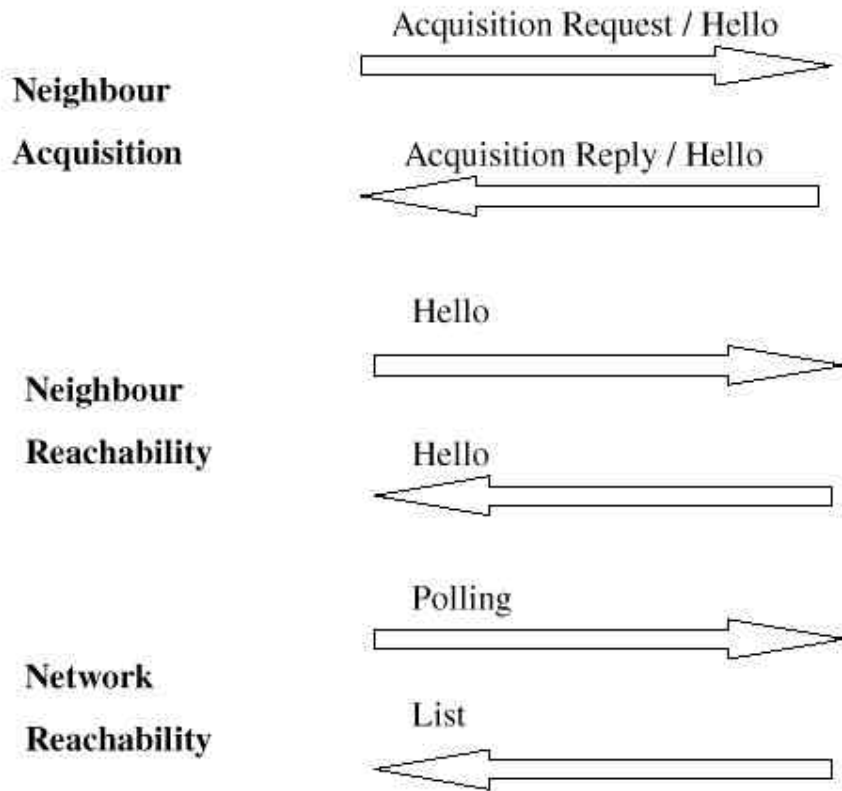 Acquisition Request / Hello
Neighbour
Acquisition
Acquisition Reply / Hello
Hello
Neighbour
Reachability
Hello
Polling
Network
Reachability
List